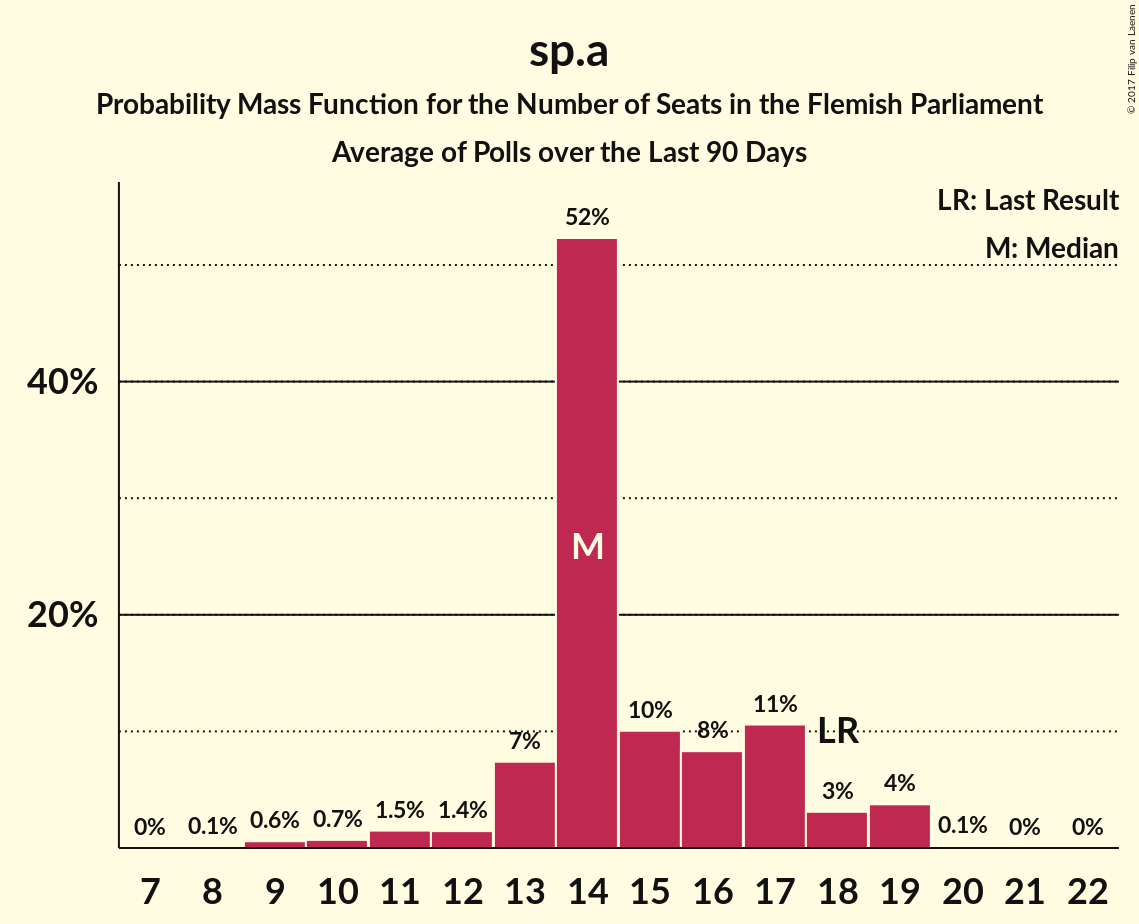 © 2017 Filip van Laenen
sp.a
Probability Mass Function for the Number of Seats in the Flemish Parliament
Average of Polls over the Last 90 Days
LR: Last Result
M: Median
52%
40%
M
20%
11%
10%
LR
8%
7%
4%
3%
1.5%
1.4%
0.7%
0.6%
0.1%
0%
0.1%
0%
0%
7 8 9 10 11 12 13 14 15 16 17 18 19 20 21 22